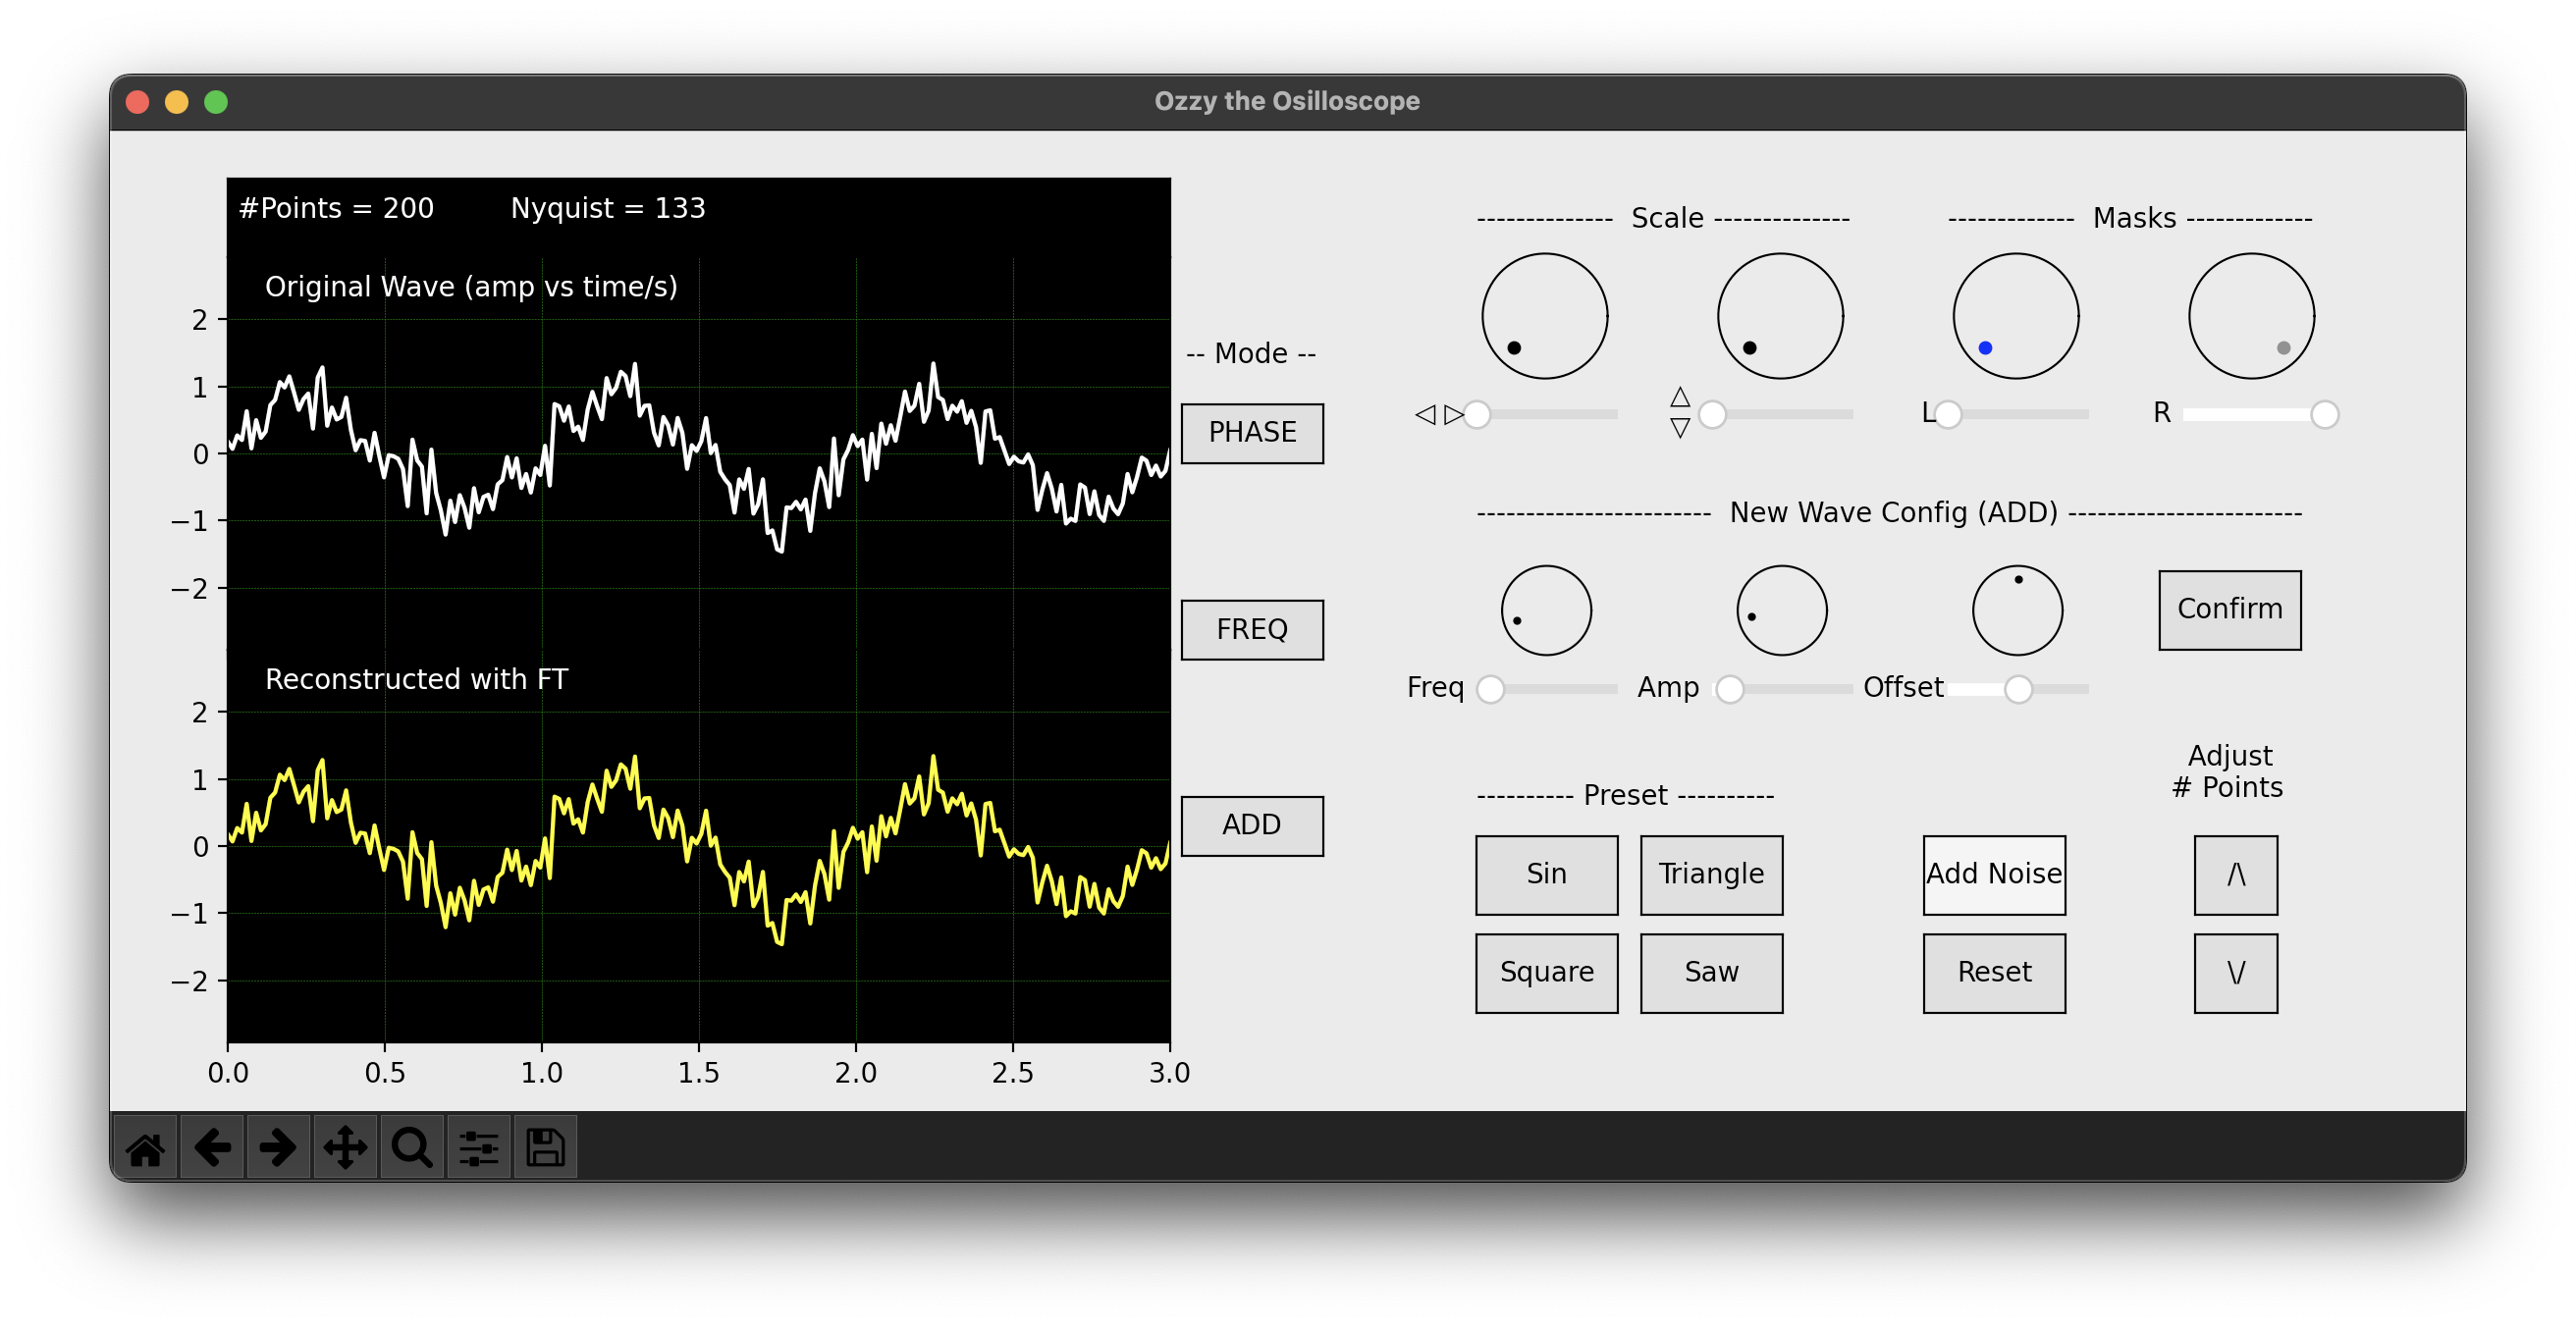 Ozzy the Osilloscope
#Points = 200 Nyquist = 133
Original Wave (amp vs time/s)
2
1
0
−1
−2
Reconstructed with FT
2
1
0
−1
−2
0.0 0.5 1.0 1.5 2.0 2.5 3.0
-- Mode --
PHASE
FREQ
ADD
-------------- Scale --------------
------------- Masks -------------
◁ ▷
△
▽
L
R
------------------------ New Wave Config (ADD) ------------------------
Freq
Amp
Offset
Confirm
---------- Preset ----------
Sin
Triangle
Square
Saw
Add Noise
Reset
Adjust
# Points
/\
\/